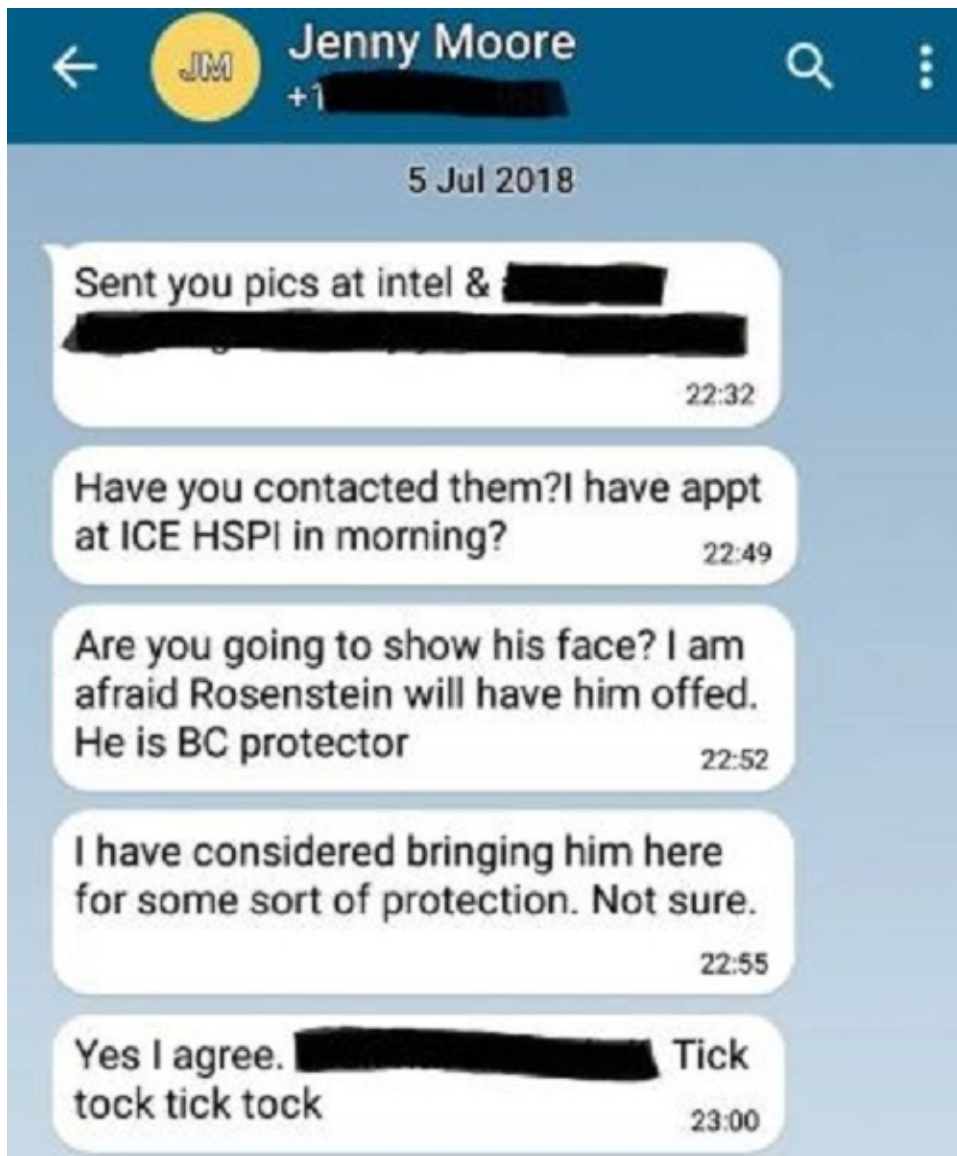 JM
Jenny Moore
+1
5 Jul 2018
Sent you pics at intel &
22:32
Have you contacted them?I have appt
at ICE HSPI in morning?
22:49
Are you going to show his face? I am
afraid Rosenstein will have him offed.
He is BC protector
22:52
I have considered bringing him here
for some sort of protection. Not sure.
22:55
Yes I agree. Tick
tock tick tock
23:00